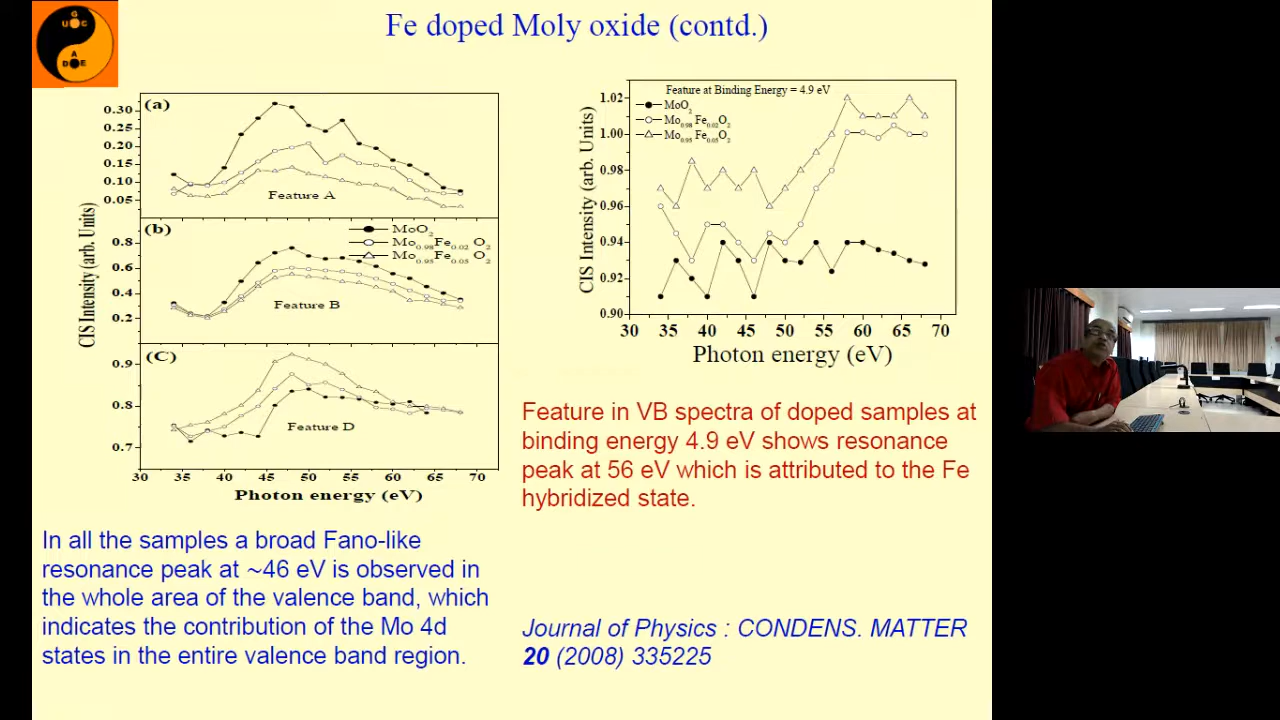 Fe doped Moly oxide (contd.)
G
U G C
A
D E
(a)
0.30
0.25
0.20
0.15
0.10
0.05
Feature A
(b)
MoO2
Mo0.98Fe0.02 O2
Mo0.95Fe0.05 O2
0.8
0.6
0.4
0.2
Feature B
(C)
0.9
0.8
0.7
Feature D
CIS Intensity (arb. Units)
30 35 40 45 50 55 60 65 70
Photon energy (eV)
Feature at Binding Energy = 4.9 eV
MoO2
Mo0.98 Fe0.02O2
Mo0.95 Fe0.05O2
1.02
1.00
0.98
0.96
0.94
0.92
0.90
CIS Intensity (arb. Units)
30 35 40 45 50 55 60 65 70
Photon energy (eV)
In all the samples a broad Fano-like
resonance peak at ~46 eV is observed in
the whole area of the valence band, which
indicates the contribution of the Mo 4d
states in the entire valence band region.
Feature in VB spectra of doped samples at
binding energy 4.9 eV shows resonance
peak at 56 eV which is attributed to the Fe
hybridized state.
Journal of Physics : CONDENS. MATTER
20 (2008) 335225